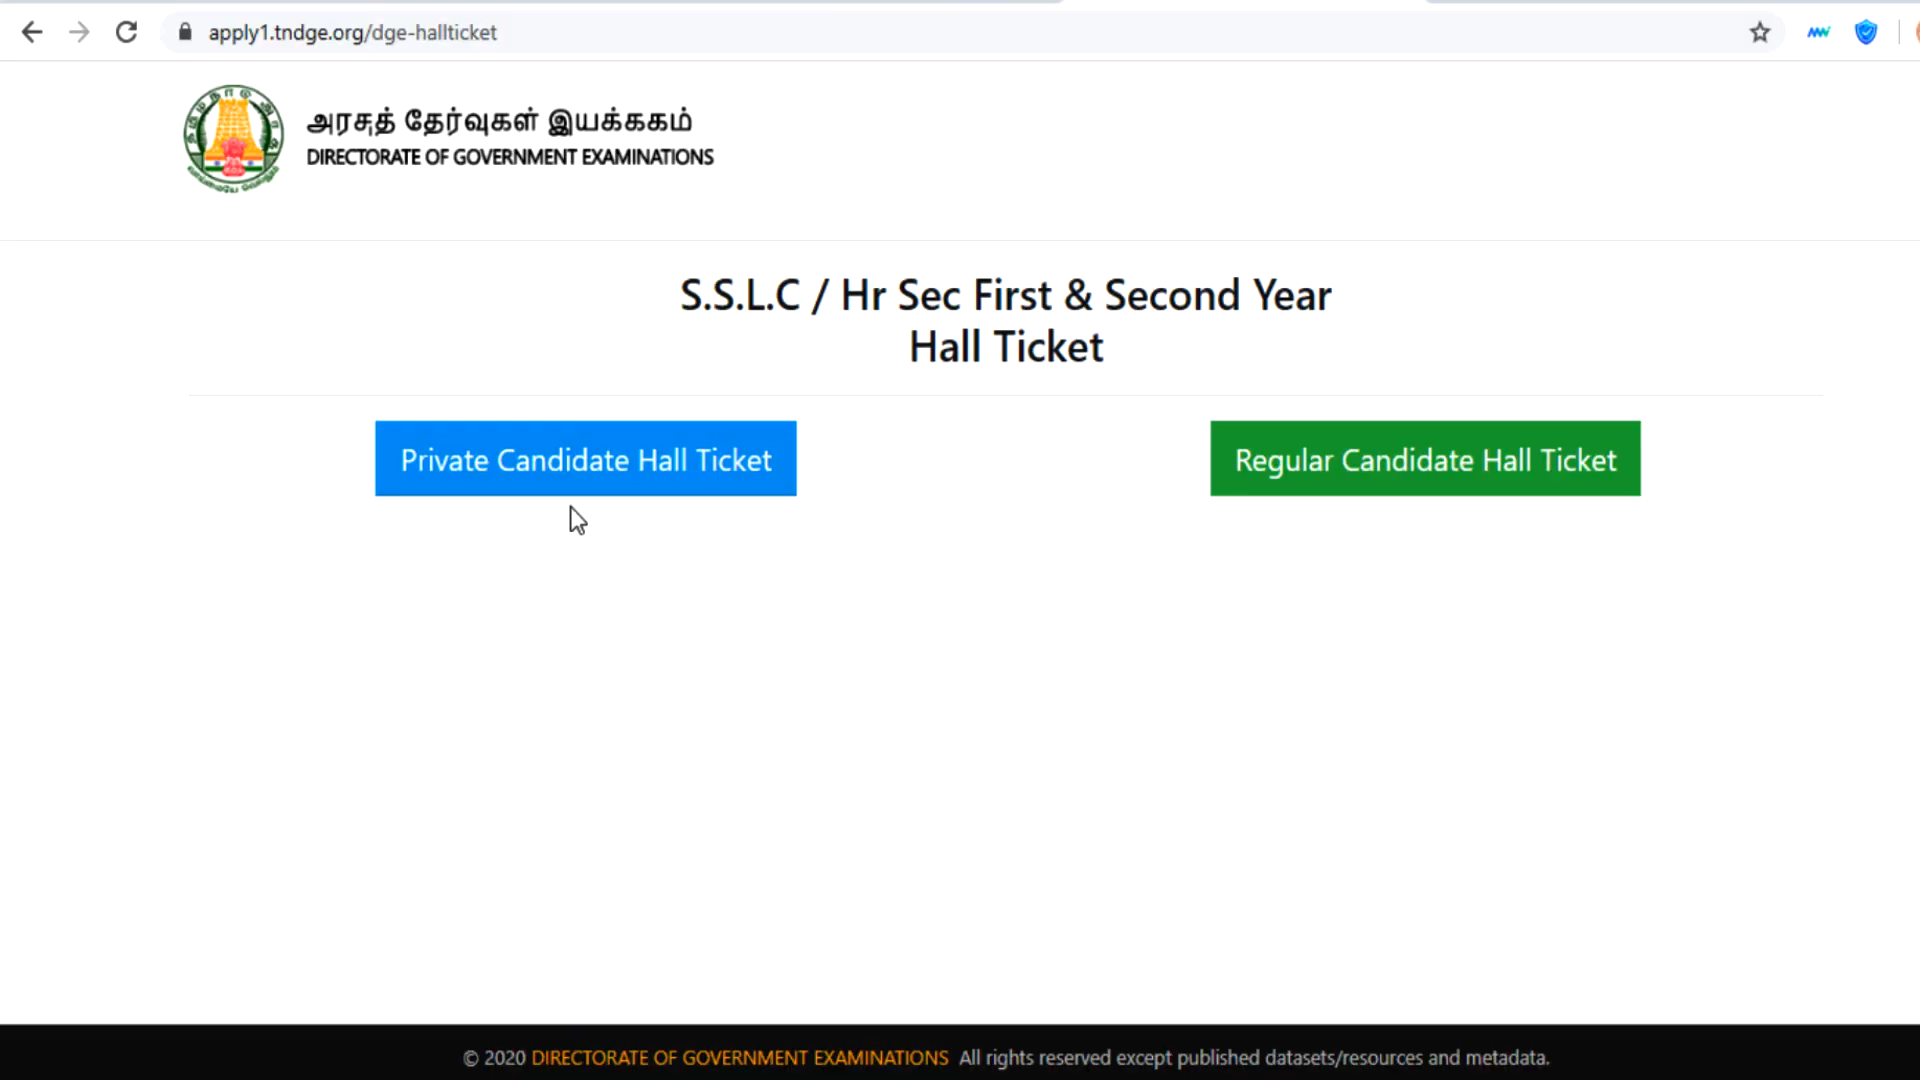 apply1.tndge.org/dge-hallticket
அரசுத் தேர்வுகள் இயக்ககம்
DIRECTORATE OF GOVERNMENT EXAMINATIONS
S.S.L.C / Hr Sec First & Second Year
Hall Ticket
Private Candidate Hall Ticket
Regular Candidate Hall Ticket
© 2020 DIRECTORATE OF GOVERNMENT EXAMINATIONS All rights reserved except published datasets/resources and metadata.